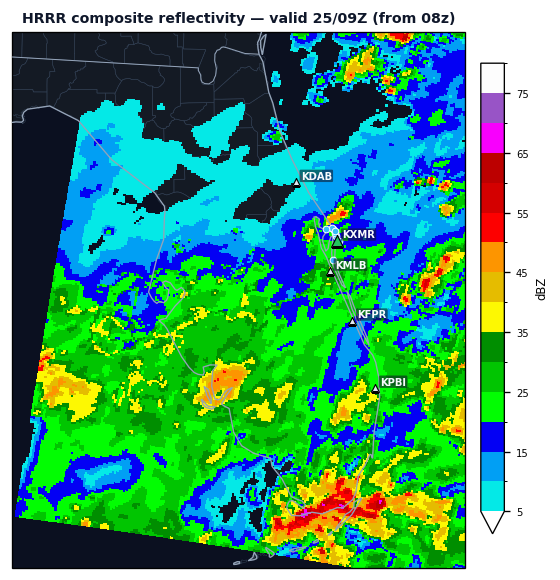 HRRR composite reflectivity — valid 25/09Z (from 08z)
KDAB
KXMR
KMLB
KFPR
KPBI
75
65
55
45
35
25
15
5
dBZ